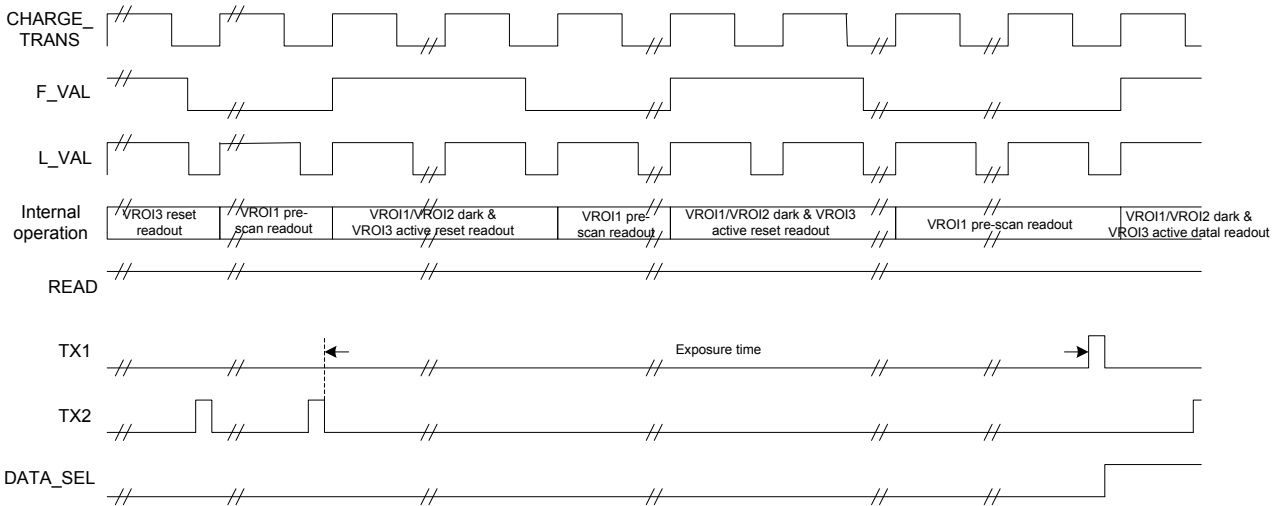 CHARGE_
TRANS
F_VAL
L_VAL
Internal
operation
VROI3 reset
readout
VROI1 pre-
scan readout
VROI1/VROI2 dark &
VROI3 active reset readout
VROI1 pre-
scan readout
VROI1/VROI2 dark & VROI3
active reset readout
VROI1 pre-scan readout
VROI1/VROI2 dark &
VROI3 active datal readout
READ
TX1
Exposure time
TX2
DATA_SEL